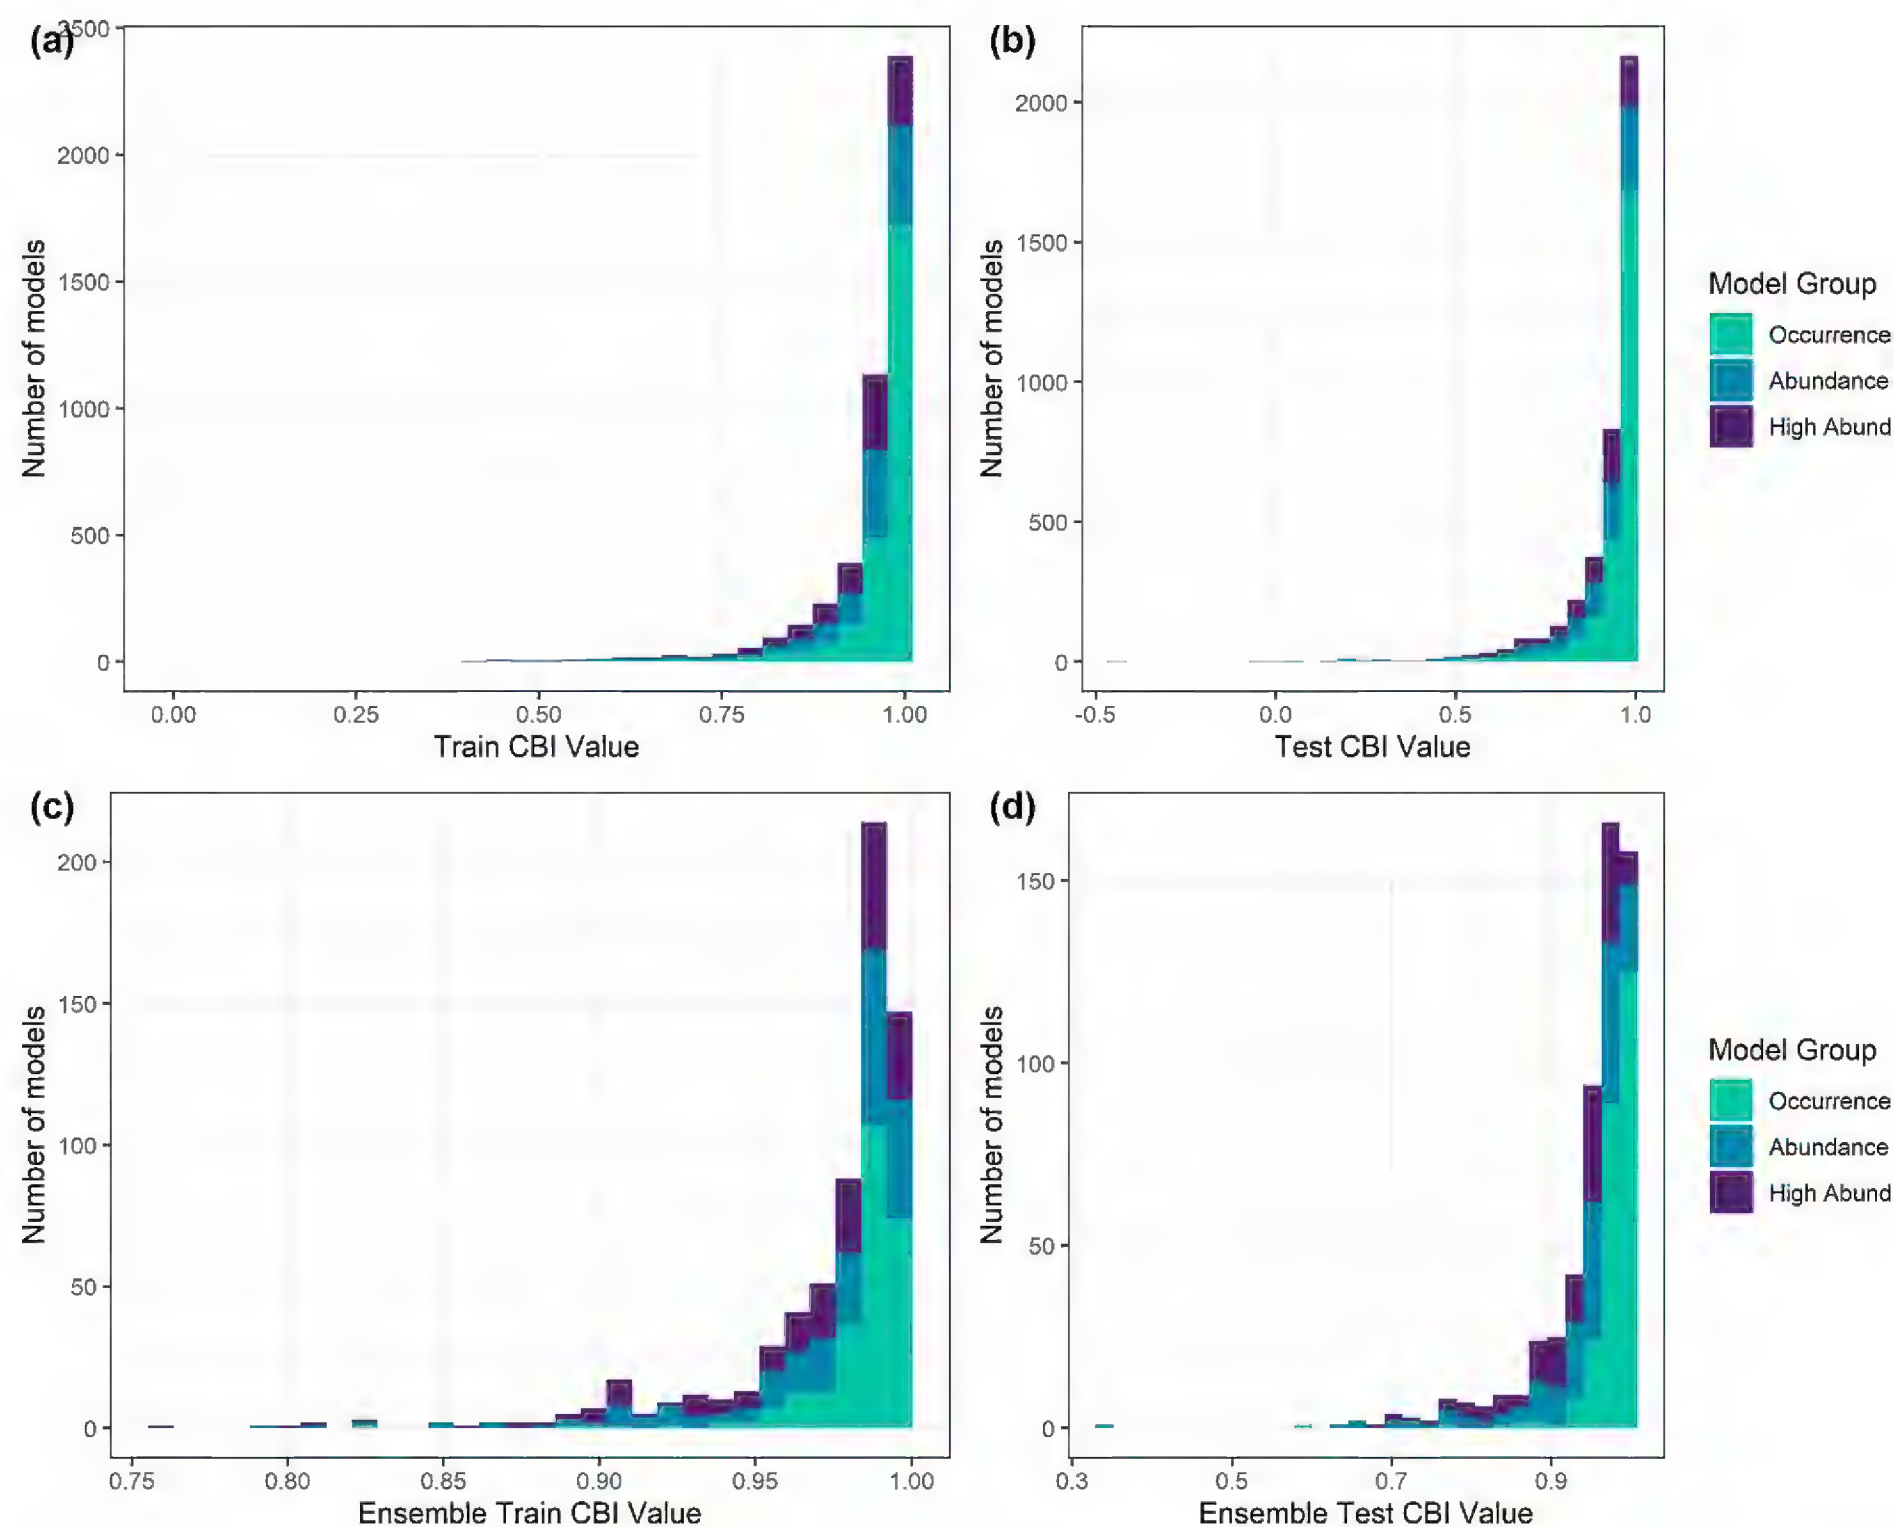 (a)
3500
2000
1500
1000
500
0
Number of models
0.00 0.25 0.50 0.75 1.00
Train CBI Value
(b)
2000
1500
1000
500
0
Number of models
-0.5 0.0 0.5 1.0
Test CBI Value
Model Group
Occurrence
Abundance
High Abund
(c)
200
150
100
50
0
Number of models
0.75 0.80 0.85 0.90 0.95 1.00
Ensemble Train CBI Value
(d)
150
100
50
0
Number of models
0.3 0.5 0.7 0.9
Ensemble Test CBI Value
Model Group
Occurrence
Abundance
High Abund